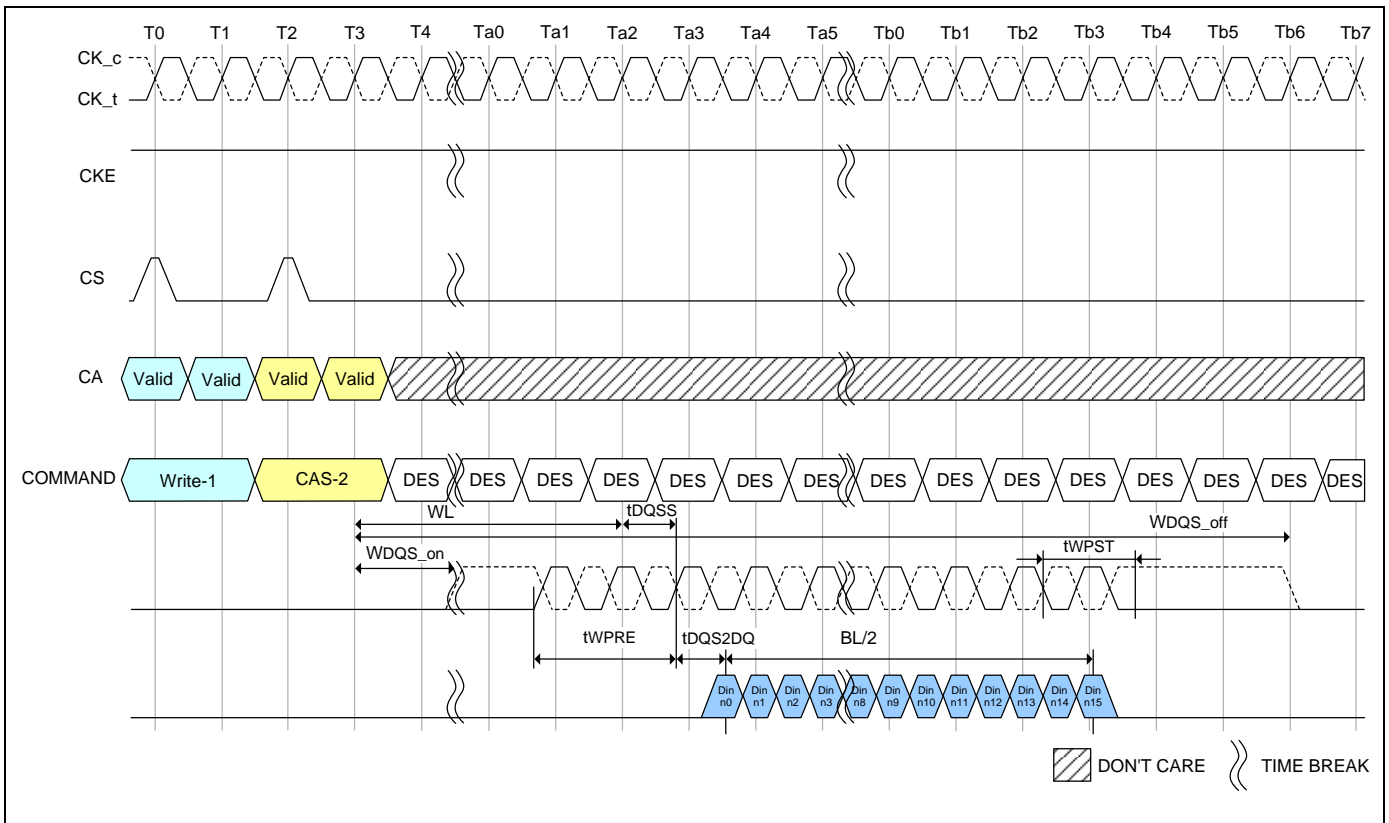 T0 T1 T2 T3 T4 Ta0 Ta1 Ta2 Ta3 Ta4 Ta5 Tb0 Tb1 Tb2 Tb3 Tb4 Tb5 Tb6 Tb7
CK_c
CK_t
CKE
CS
CA Valid Valid Valid Valid
COMMAND Write-1 CAS-2 DES DES DES DES DES DES DES DES DES DES DES DES DES DES DES
WL tDQSS WDQS_off
WDQS_on tWPST
tWPRE tDQS2DQ BL/2
Din Din Din Din Din Din Din Din Din Din Din Din
n0 n1 n2 n3 n8 n9 n10 n11 n12 n13 n14 n15
DON'T CARE TIME BREAK